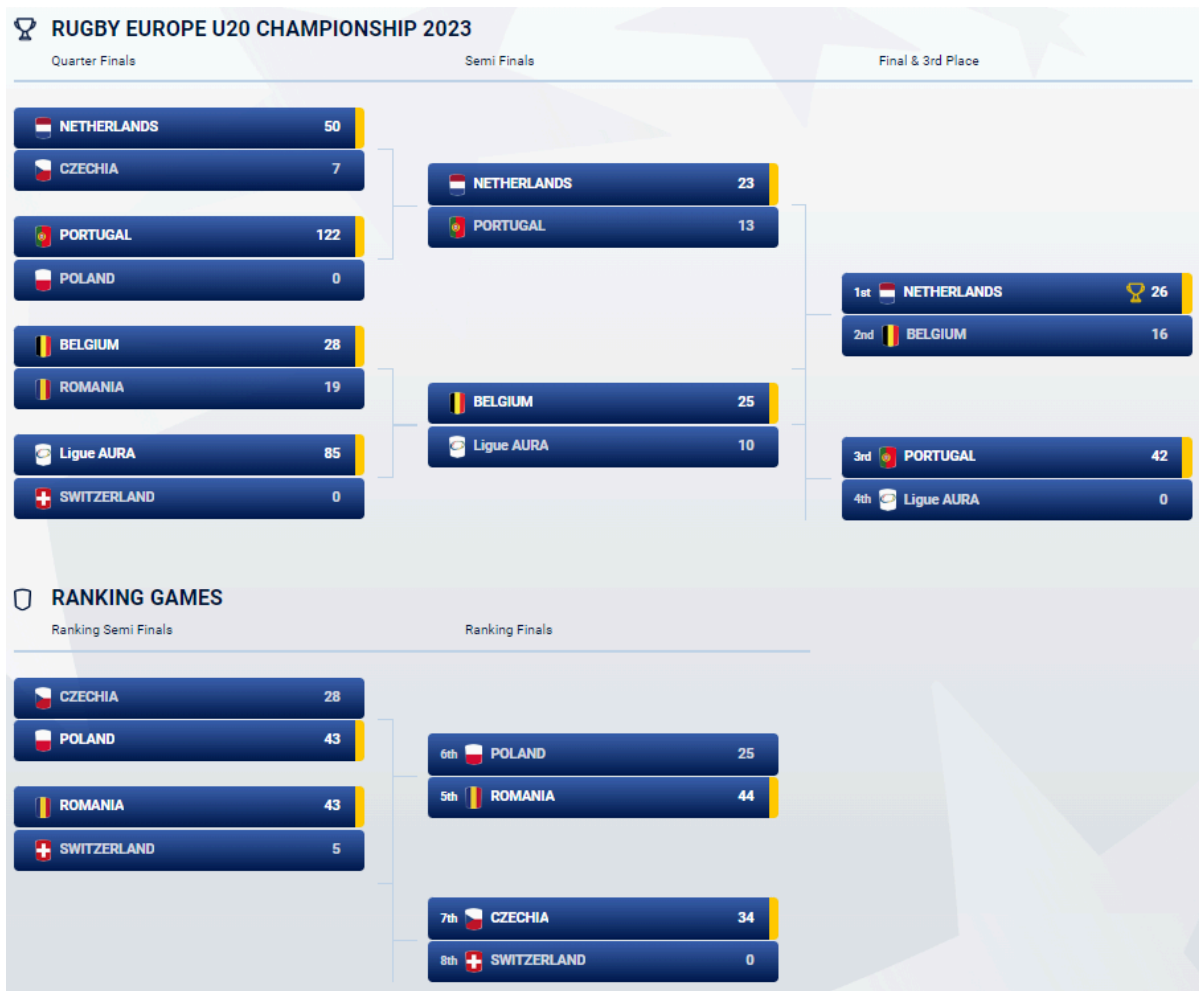 RUGBY EUROPE U20 CHAMPIONSHIP 2023
Quarter Finals
Semi Finals
Final & 3rd Place
NETHERLANDS 50
CZECHIA 7
PORTUGAL 122
POLAND 0
BELGIUM 28
ROMANIA 19
Ligue AURA 85
SWITZERLAND 0
NETHERLANDS 23
PORTUGAL 13
BELGIUM 25
Ligue AURA 10
1st NETHERLANDS 26
2nd BELGIUM 16
3rd PORTUGAL 42
4th Ligue AURA 0
RANKING GAMES
Ranking Semi Finals
Ranking Finals
CZECHIA 28
POLAND 43
ROMANIA 43
SWITZERLAND 5
6th POLAND 25
5th ROMANIA 44
7th CZECHIA 34
8th SWITZERLAND 0